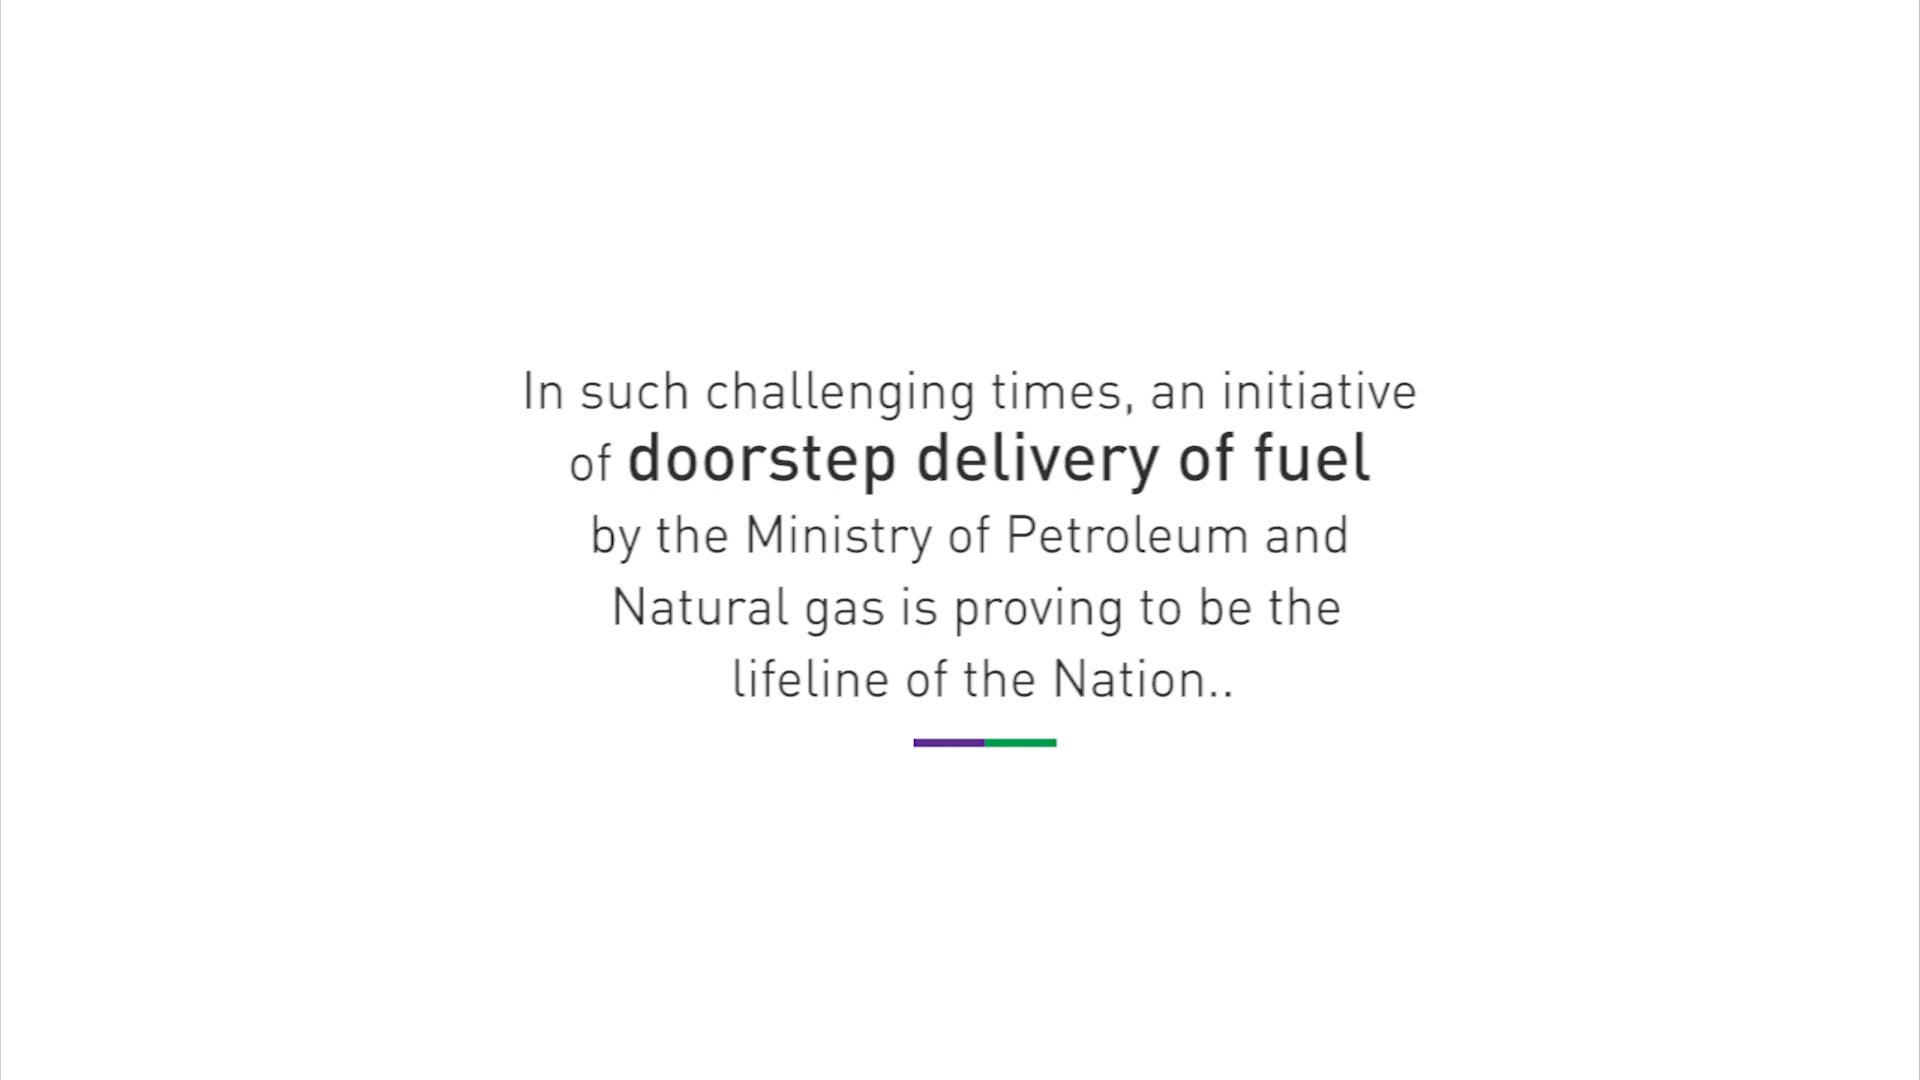 In such challenging times, an initiative
of doorstep delivery of fuel
by the Ministry of Petroleum and
Natural gas is proving to be the
lifeline of the Nation..